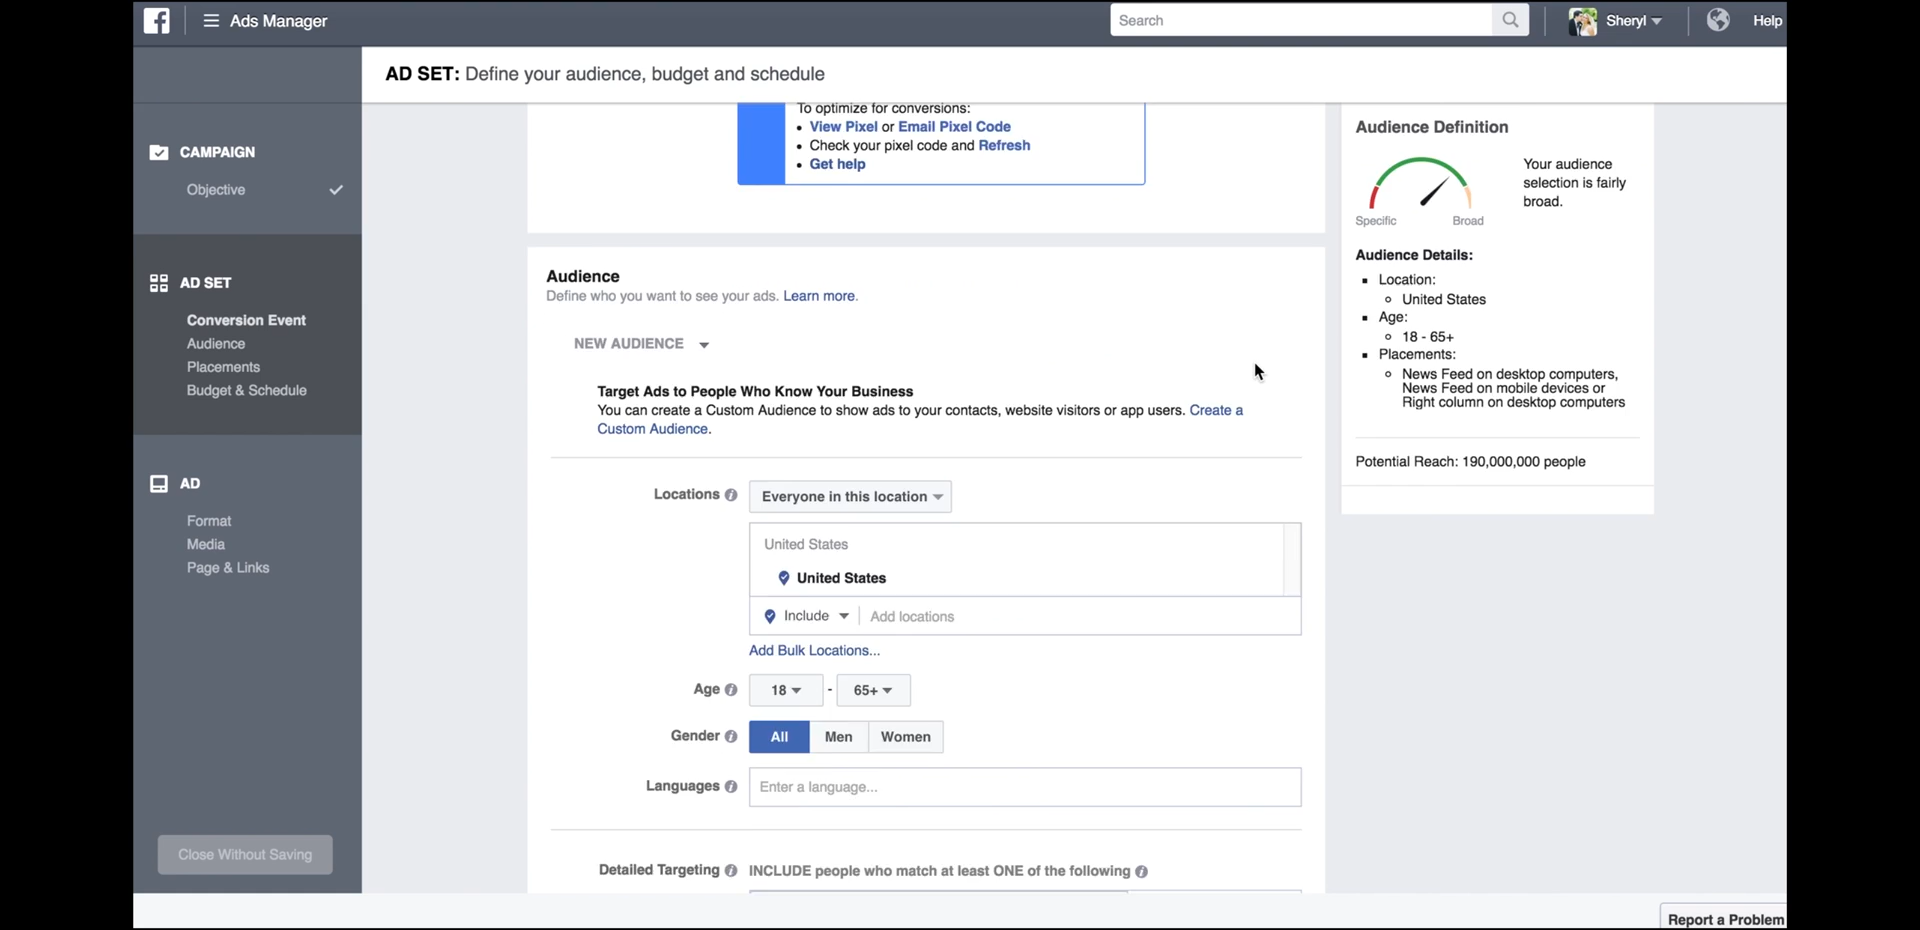 Ads Manager
Search
Sheryl
Help
AD SET: Define your audience, budget and schedule
CAMPAIGN
Objective
AD SET
Conversion Event
Audience
Placements
Budget & Schedule
AD
Format
Media
Page & Links
Close Without Saving
To optimize for conversions:
• View Pixel or Email Pixel Code
• Check your pixel code and Refresh
• Get help
Audience
Define who you want to see your ads. Learn more.
NEW AUDIENCE
Target Ads to People Who Know Your Business
You can create a Custom Audience to show ads to your contacts, website visitors or app users. Create a
Custom Audience.
Locations
Everyone in this location
United States
United States
Include
Add locations
Add Bulk Locations...
Age
18 - 65+
Gender
All Men Women
Languages
Enter a language...
Detailed Targeting
INCLUDE people who match at least ONE of the following
Audience Definition
Your audience
selection is fairly
broad.
Specific
Broad
Audience Details:
Location:
United States
Age:
18 - 65+
Placements:
News Feed on desktop computers,
News Feed on mobile devices or
Right column on desktop computers
Potential Reach: 190,000,000 people
Report a Problem